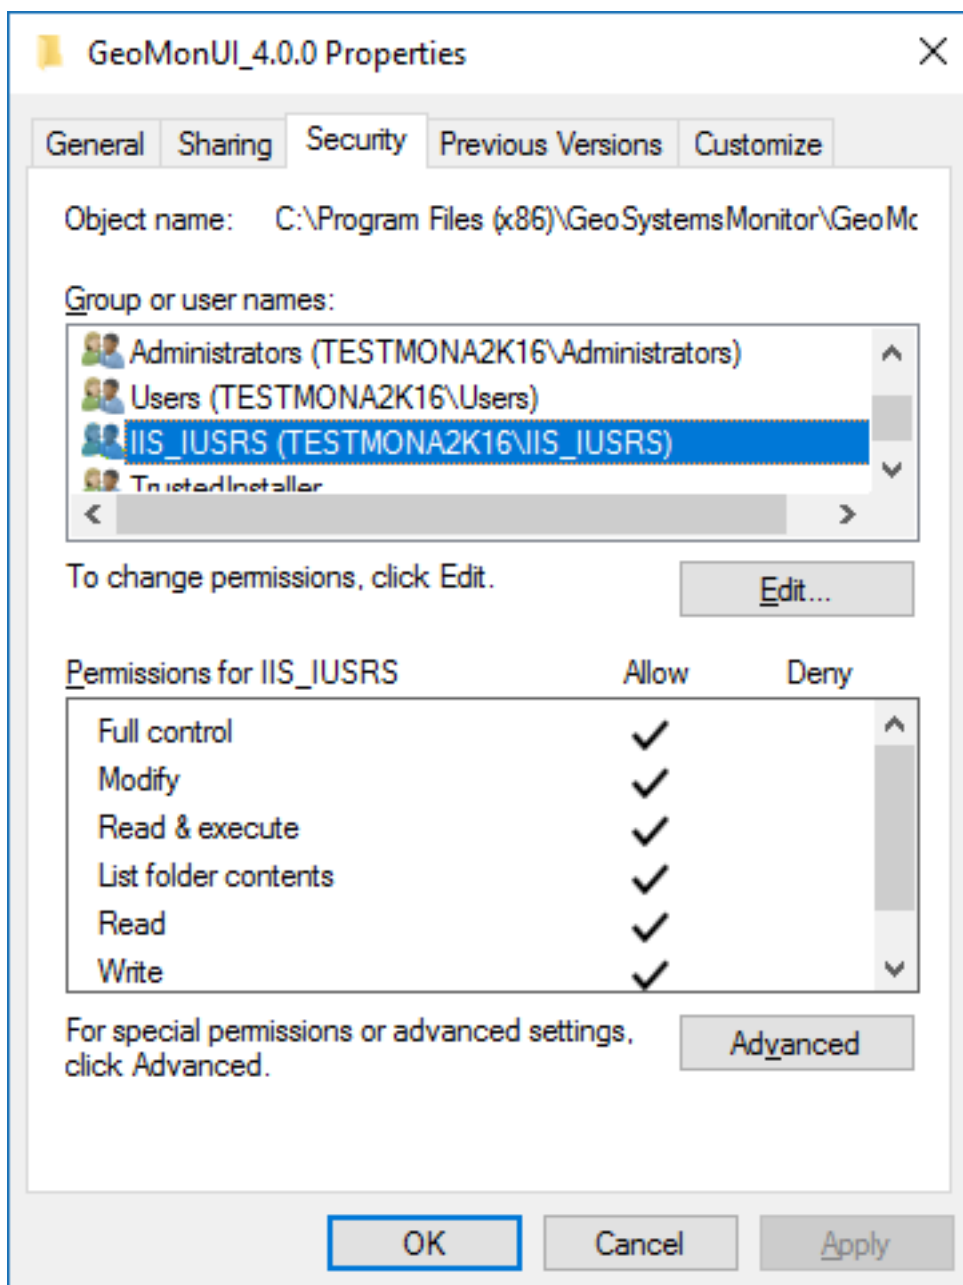 GeoMonUI_4.0.0 Properties
General Sharing Security Previous Versions Customize
Object name: C:\Program Files (x86)\GeoSystemsMonitor\GeoMo
Group or user names:
Administrators (TESTMONA2K16\Administrators)
Users (TESTMONA2K16\Users)
IIS_IUSRS (TESTMONA2K16\IIS_IUSRS)
TrustedInstaller
To change permissions, click Edit.
Edit...
Permissions for IIS_IUSRS Allow Deny
Full control
Modify
Read & execute
List folder contents
Read
Write
For special permissions or advanced settings,
click Advanced.
Advanced
OK Cancel Apply